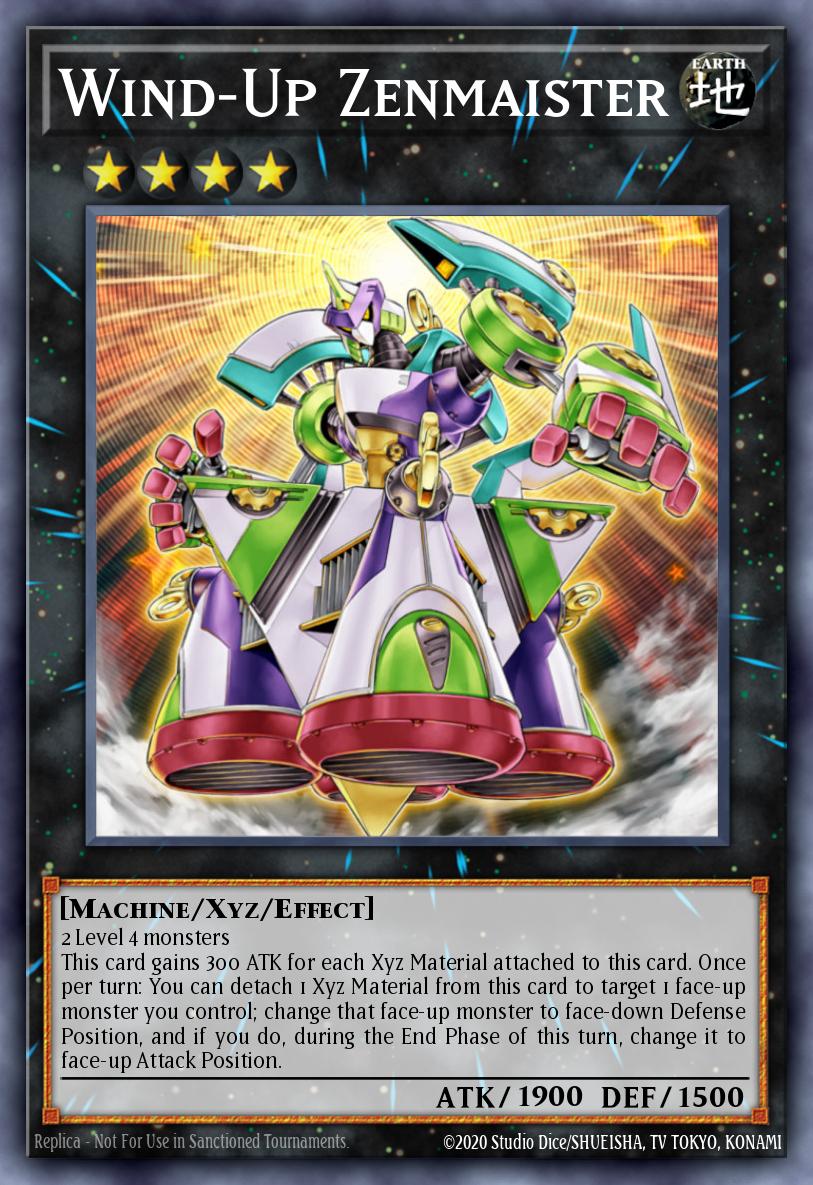 Wind-Up Zenmaister
EARTH
地
[Machine/Xyz/Effect]
2 Level 4 monsters
This card gains 300 ATK for each Xyz Material attached to this card. Once
per turn: You can detach 1 Xyz Material from this card to target 1 face-up
monster you control; change that face-up monster to face-down Defense
Position, and if you do, during the End Phase of this turn, change it to
face-up Attack Position.
ATK/ 1900 DEF/ 1500
Replica - Not For Use in Sanctioned Tournaments.
©2020 Studio Dice/SHUEISHA, TV TOKYO, KONAMI